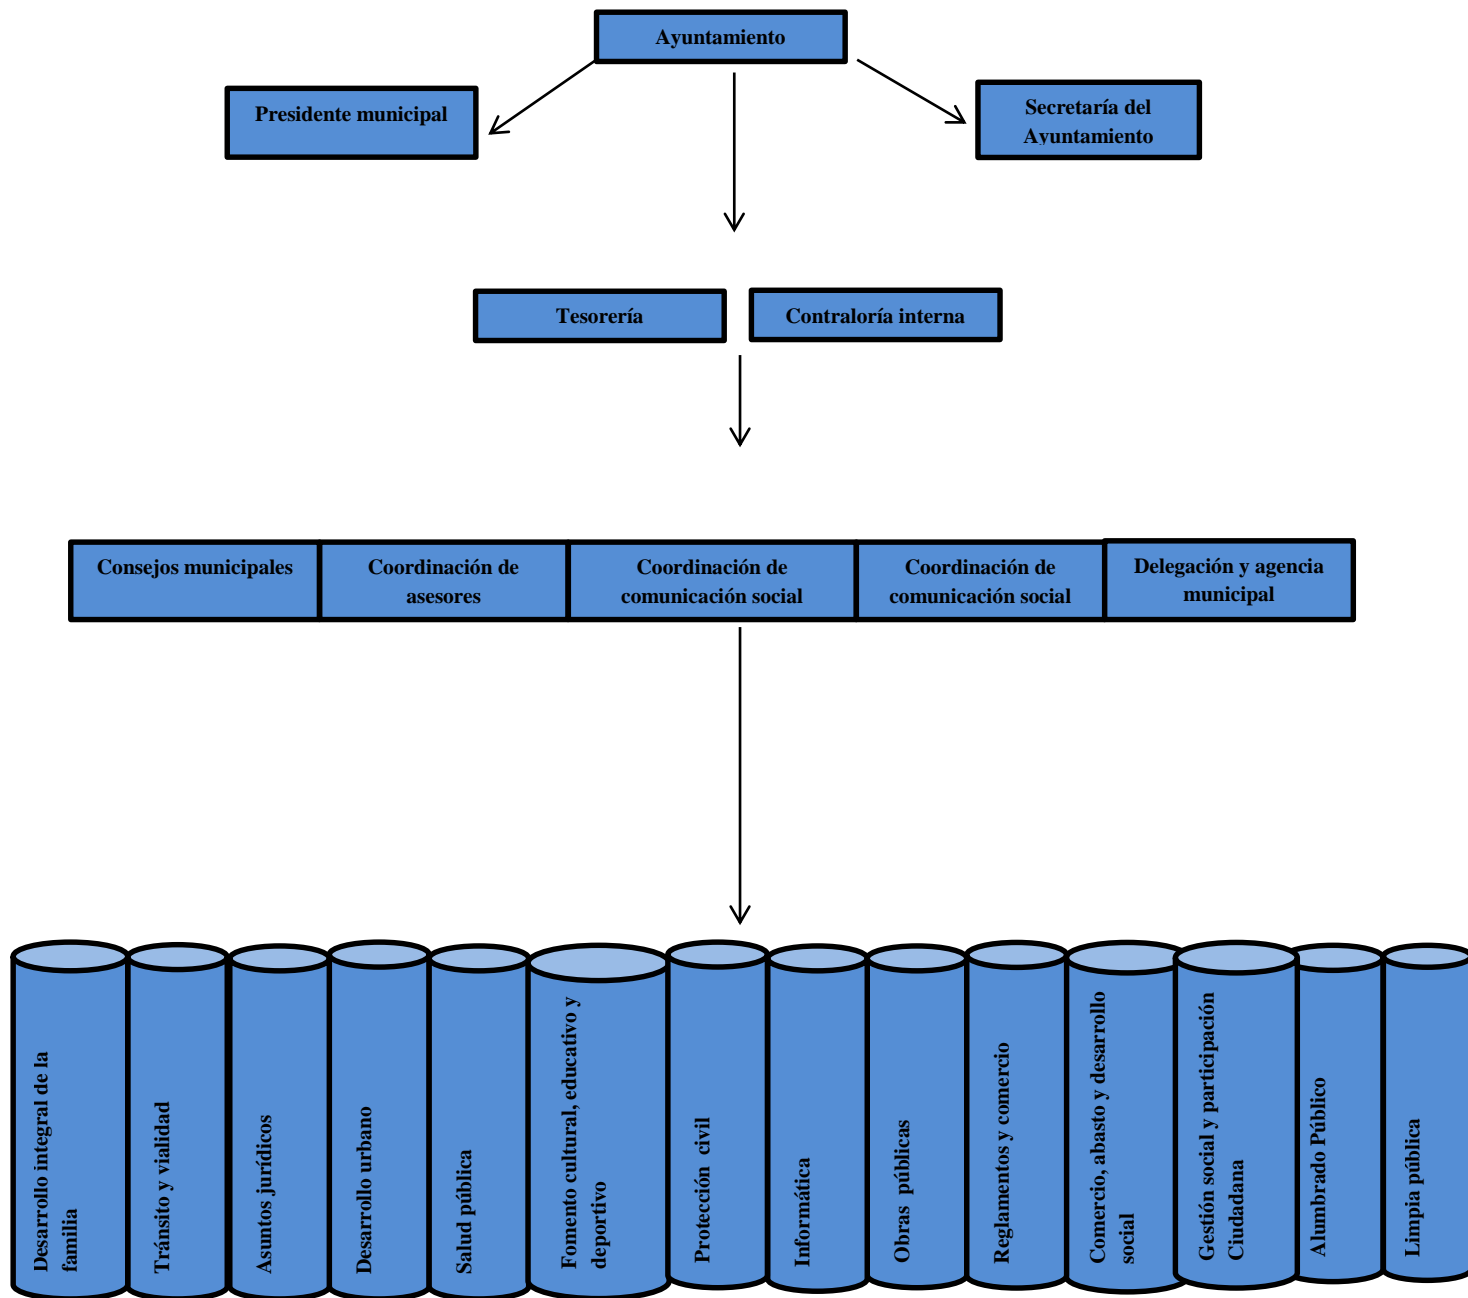 Ayuntamiento
Presidente municipal
Secretaría del
Ayuntamiento
Tesorería
Contraloría interna
Consejos municipales
Coordinación de
asesores
Coordinación de
comunicación social
Coordinación de
comunicación social
Delegación y agencia
municipal
Desarrollo integral de la
familia
Tránsito y vialidad
Asuntos jurídicos
Desarrollo urbano
Salud pública
Fomento cultural, educativo y
deportivo
Protección civil
Informática
Obras públicas
Reglamentos y comercio
Comercio, abasto y desarrollo
social
Gestión social y participación
Ciudadana
Alumbrado Público
Limpia pública